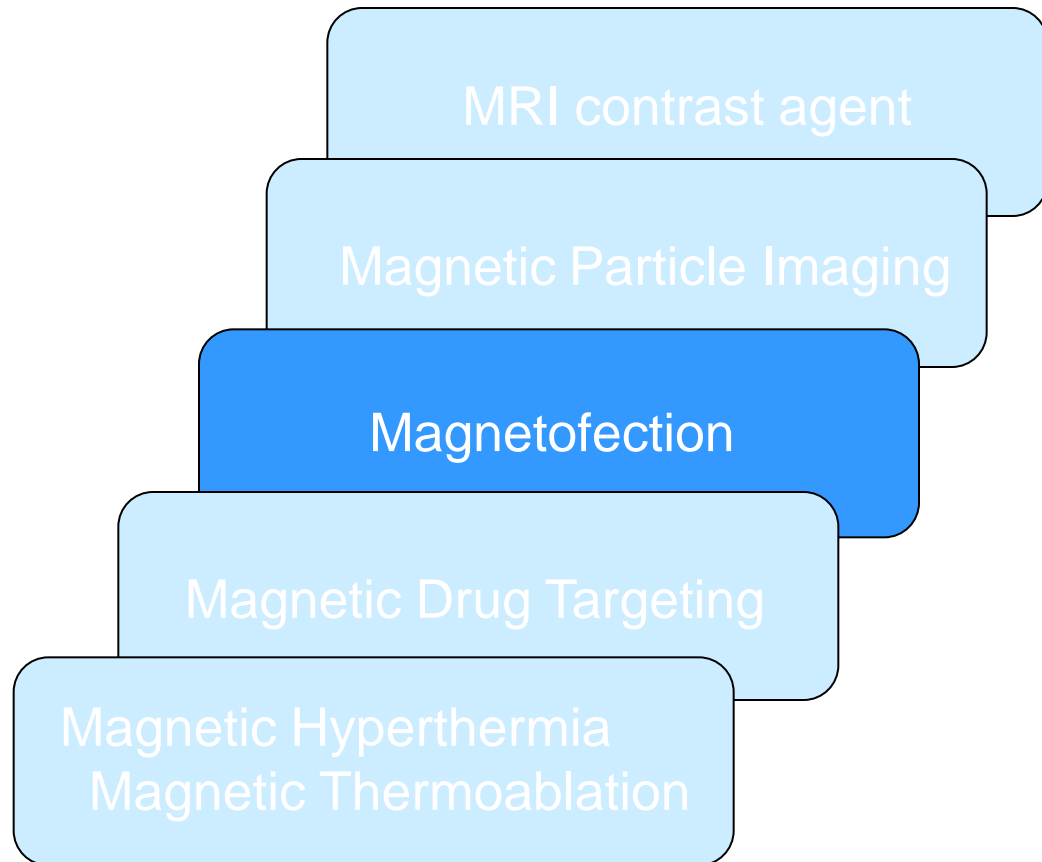 MRI contrast agent
Magnetic Particle Imaging
Magnetofection
Magnetic Drug Targeting
Magnetic Hyperthermia
Magnetic Thermoablation